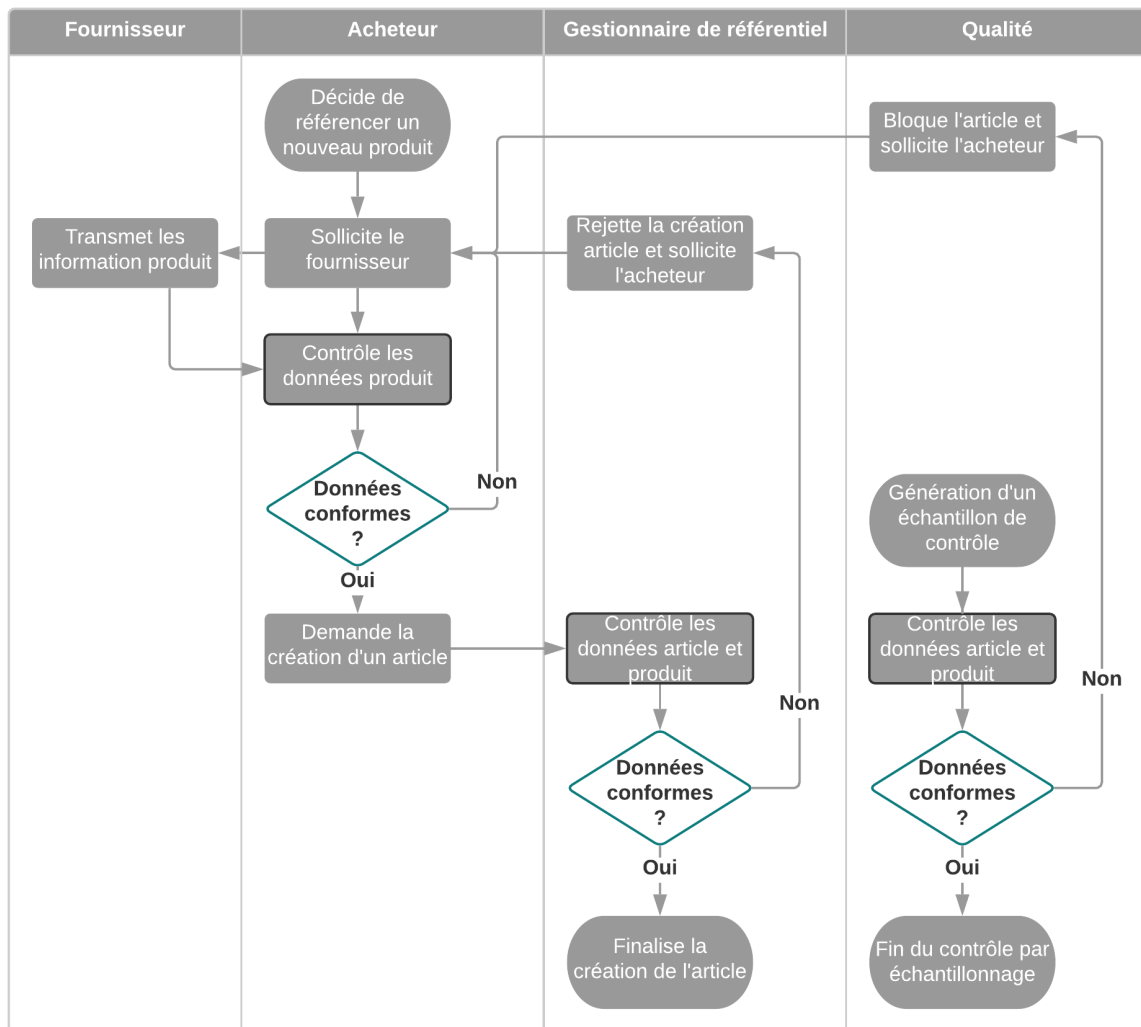 Fournisseur
Acheteur
Gestionnaire de référentiel
Qualité
Décide de
référencer un
nouveau produit
Bloque l'article et
sollicite l'acheteur
Transmet les
information produit
Sollicite le
fournisseur
Rejette la création
article et sollicite
l'acheteur
Contrôle les
données produit
Données
conformes
?
Non
Oui
Génération d'un
échantillon de
contrôle
Demande la
création d'un article
Contrôle les
données article et
produit
Contrôle les
données article et
produit
Non
Non
Données
conformes
?
Données
conformes
?
Oui
Oui
Finalise la
création de l'article
Fin du contrôle par
échantillonnage